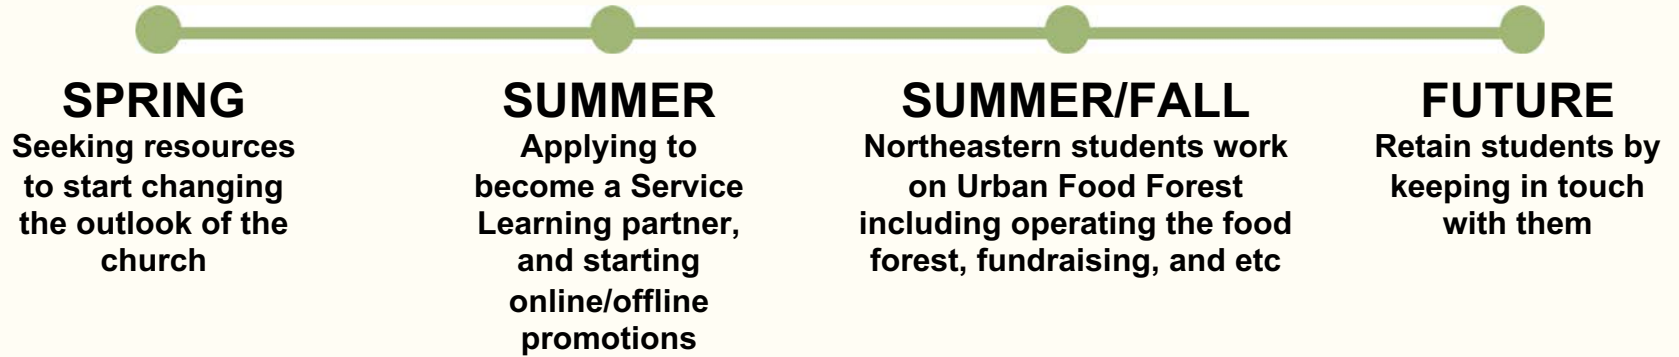 SPRING
Seeking resources
to start changing
the outlook of the
church
SUMMER
Applying to
become a Service
Learning partner,
and starting
online/offline
promotions
SUMMER/FALL
Northeastern students work
on Urban Food Forest
including operating the food
forest, fundraising, and etc
FUTURE
Retain students by
keeping in touch
with them